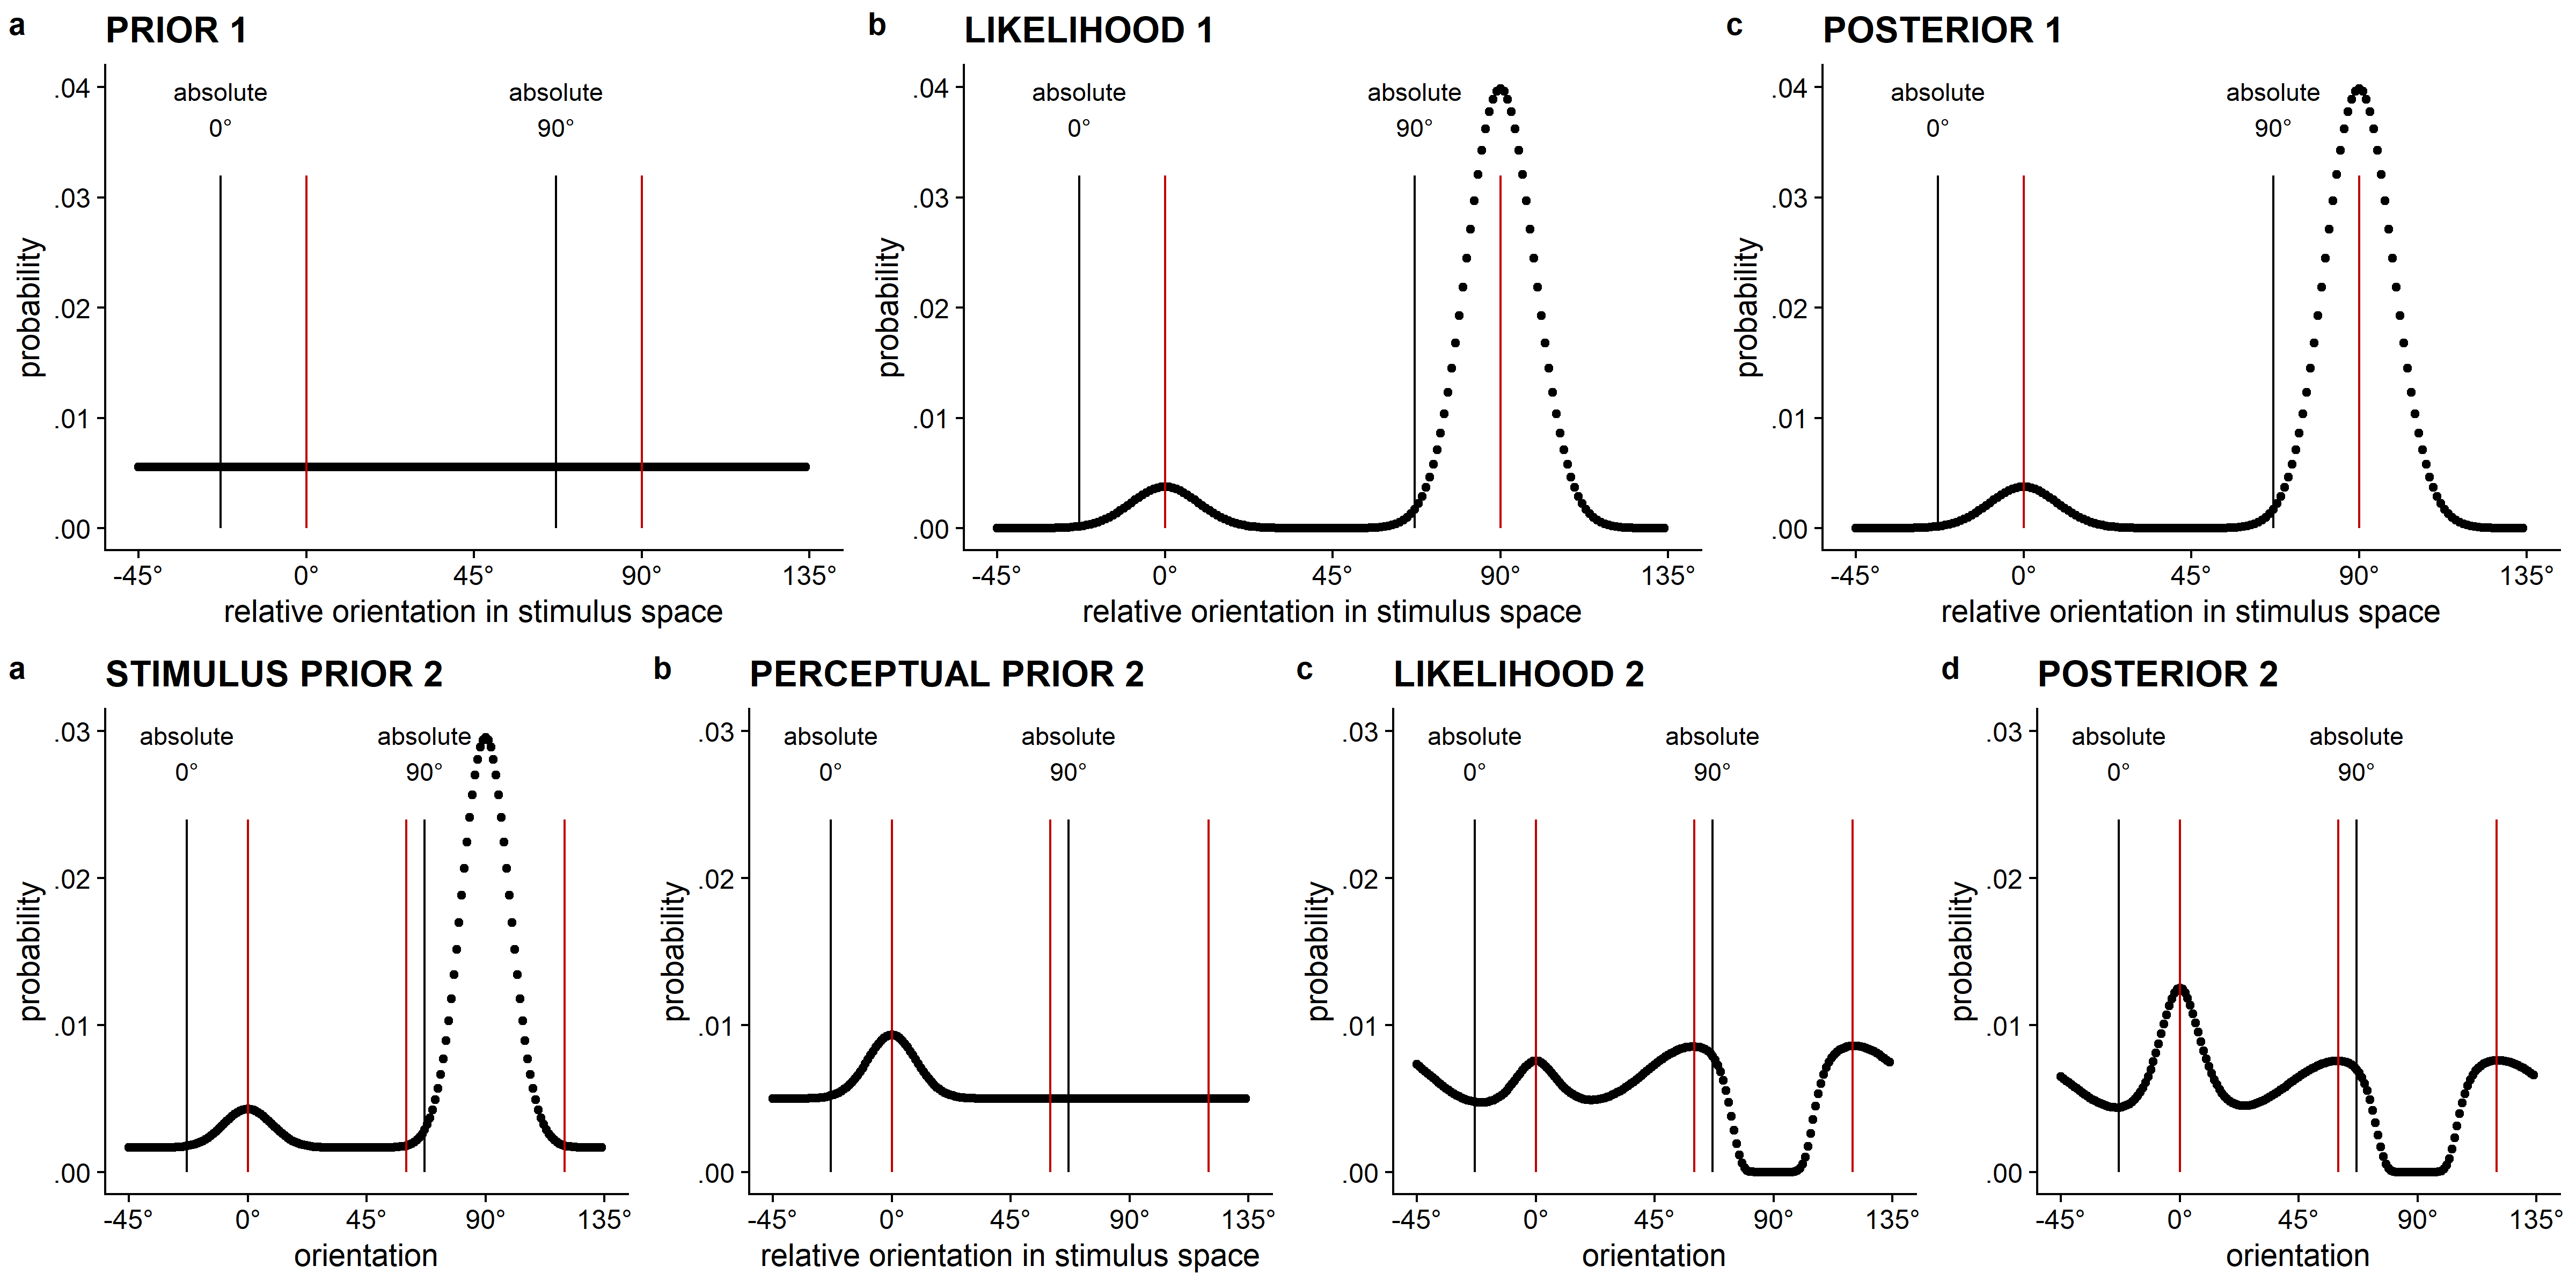 a PRIOR 1
.04
.03
.02
.01
.00
probability
absolute
0°
absolute
90°
-45° 0° 45° 90° 135°
relative orientation in stimulus space
b LIKELIHOOD 1
.04
.03
.02
.01
.00
probability
absolute
0°
absolute
90°
-45° 0° 45° 90° 135°
relative orientation in stimulus space
c POSTERIOR 1
.04
.03
.02
.01
.00
probability
absolute
0°
absolute
90°
-45° 0° 45° 90° 135°
relative orientation in stimulus space
a STIMULUS PRIOR 2
.03
.02
.01
.00
probability
absolute
0°
absolute
90°
-45° 0° 45° 90° 135°
orientation
b PERCEPTUAL PRIOR 2
.03
.02
.01
.00
probability
absolute
0°
absolute
90°
-45° 0° 45° 90° 135°
relative orientation in stimulus space
c LIKELIHOOD 2
.03
.02
.01
.00
probability
absolute
0°
absolute
90°
-45° 0° 45° 90° 135°
orientation
d POSTERIOR 2
.03
.02
.01
.00
probability
absolute
0°
absolute
90°
-45° 0° 45° 90° 135°
orientation